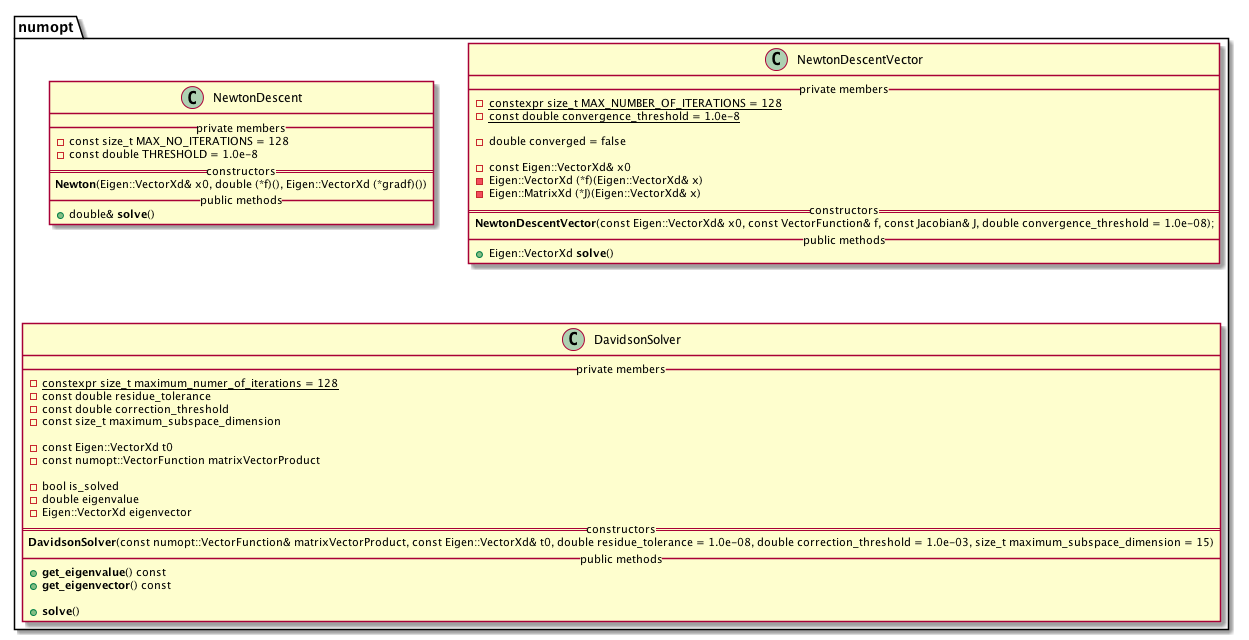 numopt
C NewtonDescent
private members
const size_t MAX_NO_ITERATIONS = 128
const double THRESHOLD = 1.0e-8
constructors
Newton(Eigen::VectorXd& x0, double (*f)(), Eigen::VectorXd (*gradf)())
public methods
double& solve()
C NewtonDescentVector
private members
constexpr size_t MAX_NUMBER_OF_ITERATIONS = 128
const double convergence_threshold = 1.0e-8
double converged = false
const Eigen::VectorXd& x0
Eigen::VectorXd (*f)(Eigen::VectorXd& x)
Eigen::MatrixXd (*J)(Eigen::VectorXd& x)
constructors
NewtonDescentVector(const Eigen::VectorXd& x0, const VectorFunction& f, const Jacobian& J, double convergence_threshold = 1.0e-08);
public methods
Eigen::VectorXd solve()
C DavidsonSolver
private members
constexpr size_t maximum_numer_of_iterations = 128
const double residue_tolerance
const double correction_threshold
const size_t maximum_subspace_dimension
const Eigen::VectorXd t0
const numopt::VectorFunction matrixVectorProduct
bool is_solved
double eigenvalue
Eigen::VectorXd eigenvector
constructors
DavidsonSolver(const numopt::VectorFunction& matrixVectorProduct, const Eigen::VectorXd& t0, double residue_tolerance = 1.0e-08, double correction_threshold = 1.0e-03, size_t maximum_subspace_dimension = 15)
public methods
get_eigenvalue() const
get_eigenvector() const
solve()